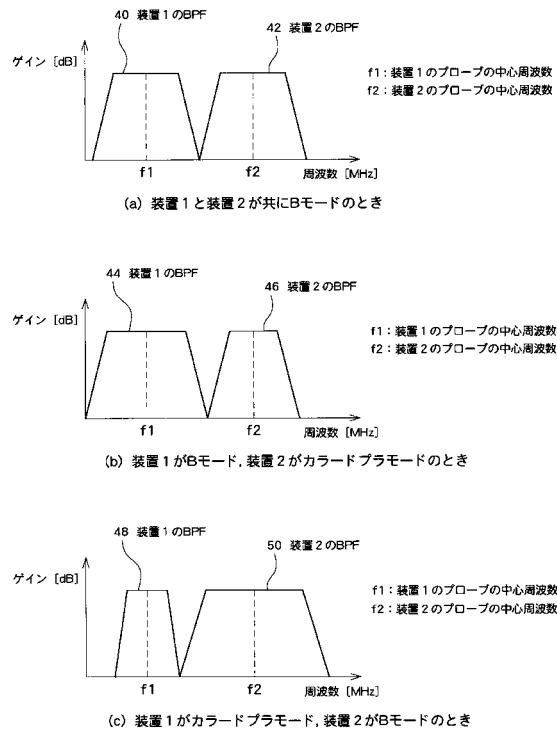 40 装置1のBPF
42 装置2のBPF
ゲイン [dB]
f1:装置1のプローブの中心周波数
f2:装置2のプローブの中心周波数
f1
f2
周波数 [MHz]
(a) 装置1と装置2が共にBモードのとき
44 装置1のBPF
46 装置2のBPF
ゲイン [dB]
f1:装置1のプローブの中心周波数
f2:装置2のプローブの中心周波数
f1
f2
周波数 [MHz]
(b) 装置1がBモード,装置2がカラードプラモードのとき
48 装置1のBPF
50 装置2のBPF
ゲイン [dB]
f1:装置1のプローブの中心周波数
f2:装置2のプローブの中心周波数
f1
f2
周波数 [MHz]
(c) 装置1がカラードプラモード,装置2がBモードのとき